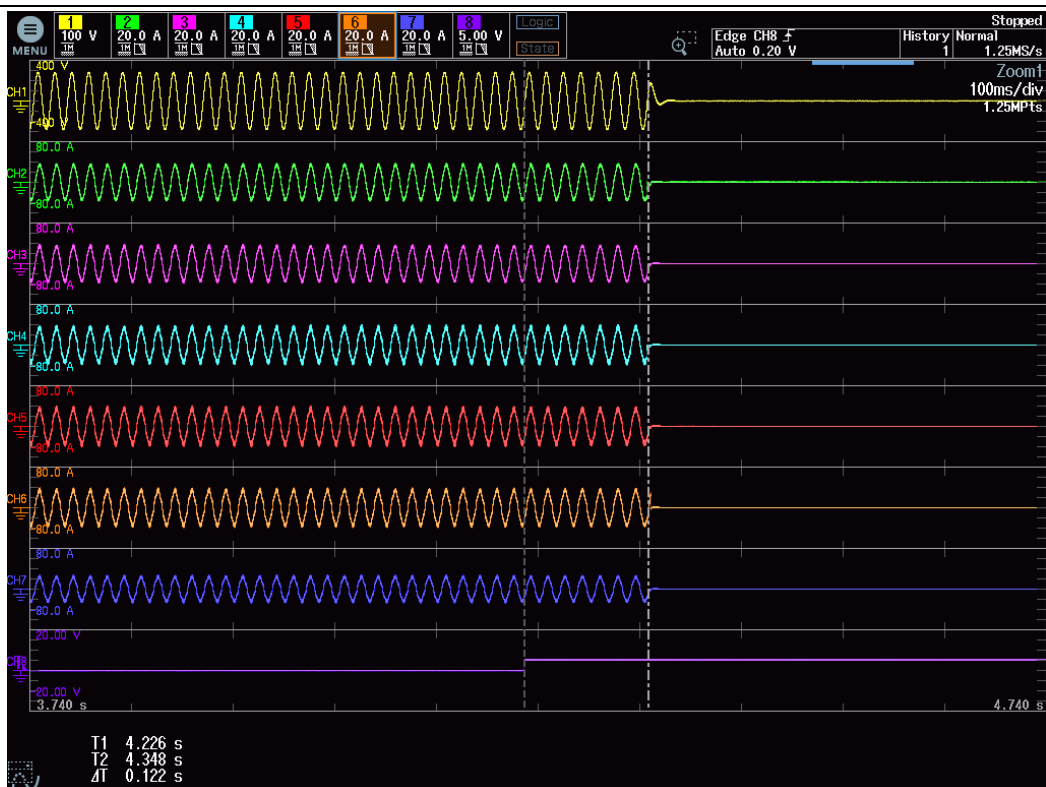 MENU
1 100 V 1M
2 20.0 A 1M
3 20.0 A 1M
4 20.0 A 1M
5 20.0 A 1M
6 20.0 A 1M
7 20.0 A 1M
8 5.00 V 1M
Logic
State
Edge CH8
Auto 0.20 V
Stopped
History
1
Normal
1.25MS/s
Zoom1
100ms/div
1.25MPts
400 V
CH1
-400 V
80.0 A
CH2
-80.0 A
80.0 A
CH3
-80.0 A
80.0 A
CH4
-80.0 A
80.0 A
CH5
-80.0 A
80.0 A
CH6
-80.0 A
80.0 A
CH7
-80.0 A
20.00 V
-20.00 V
3.740 s
4.740 s
T1 4.226 s
T2 4.348 s
ΔT 0.122 s